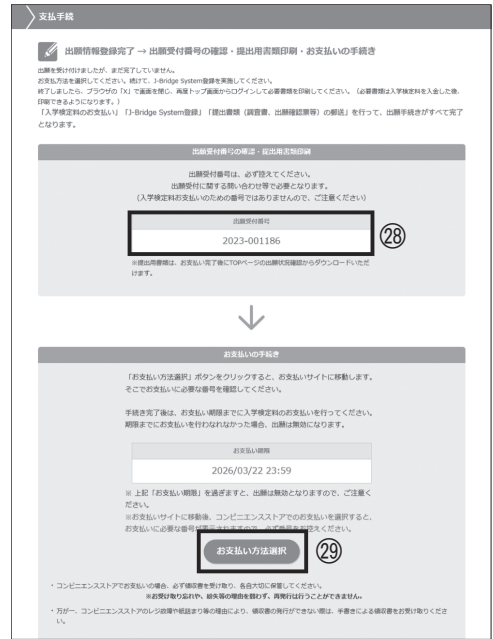 支払手続
出願情報登録完了 → 出願受付番号の確認・提出用書類印刷・お支払いの手続き
出願を受け付けましたが、まだ完了していません。
お支払方法を選択してください。続けて、J-Bridge System登録を実施してください。
終了しましたら、ブラウザの「X」で画面を閉じ、再度トップ画面からログインして必要書類を印刷してください。（必要書類は入学検定料を入金した後、
印刷できるようになります。）
「入学検定料のお支払い」「J-Bridge System登録」「提出書類（調査書、出願確認票等）の郵送」を行って、出願手続きがすべて完了
となります。
出願受付番号の確認・提出用書類印刷
出願受付番号は、必ず控えてください。
出願受付に関する問い合わせ等で必要となります。
（入学検定料お支払いのための番号ではありませんので、ご注意ください）
出願受付番号
2023-001186
㉘
※提出用書類は、お支払い完了後にTOPページの出願状況確認からダウンロードいただ
けます。
お支払いの手続き
「お支払い方法選択」ボタンをクリックすると、お支払いサイトに移動します。
そこでお支払いに必要な番号を確認してください。
手続き完了後は、お支払い期限までに入学検定料のお支払いを行ってください。
期限までにお支払いを行わなれなかった場合、出願は無効になります。
お支払い期限
2026/03/22 23:59
※ 上記「お支払い期限」を過ぎますと、出願は無効となりますので、ご注意く
ださい。
※お支払いサイトに移動後、コンビニエンスストアでのお支払いを選択すると、
お支払いに必要な番号が表示されますので、必ず番号をお控えください。
お支払い方法選択
㉙
・コンビニエンスストアでお支払いの場合、必ず領収書を受け取り、各自大切に保管してください。
※お受け取り忘れや、紛失等の理由を問わず、再発行は行うことができません。
・万が一、コンビニエンスストアのレジ故障や紙詰まり等の理由により、領収書の発行ができない際は、手書きによる領収書をお受け取りくださ
い。